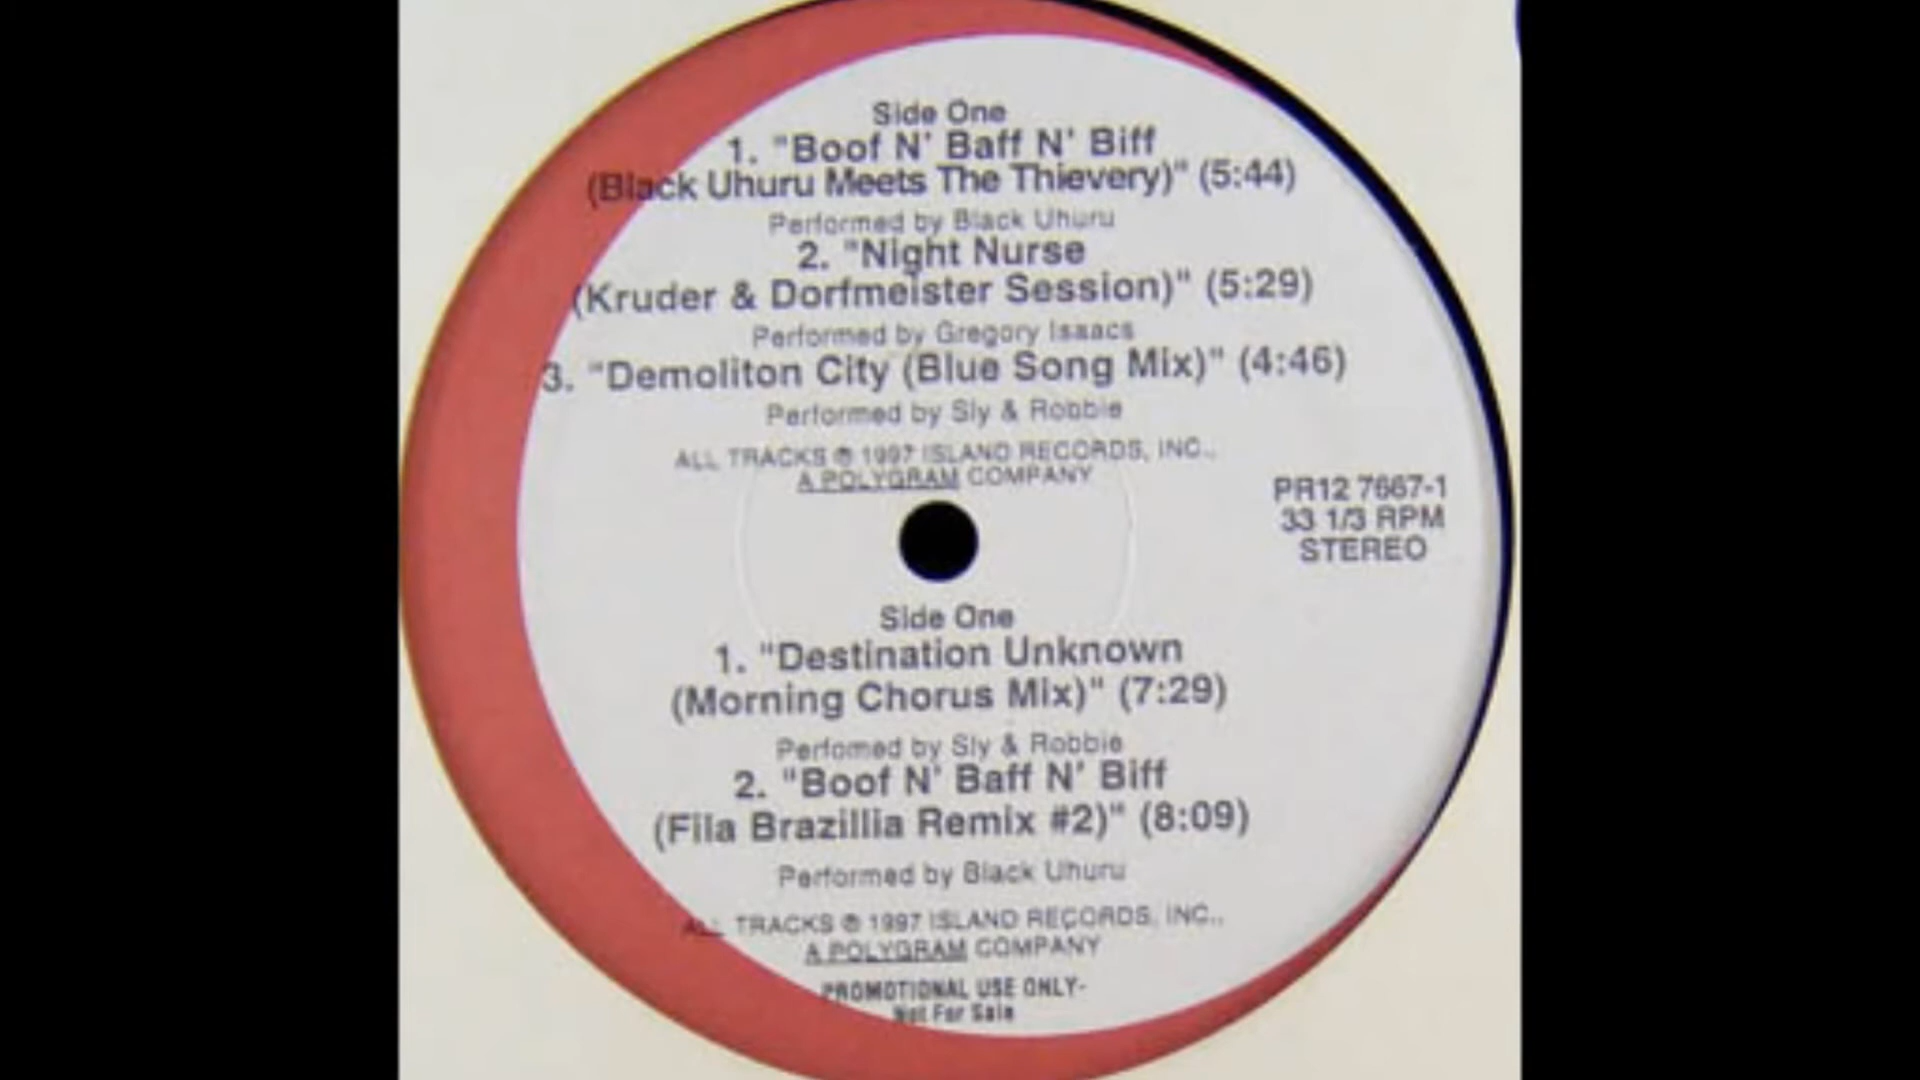 Side One
1. "Boof N' Baff N' Biff
(Black Uhuru Meets The Thievery)" (5:44)
Performed by Black Uhuru
2. "Night Nurse
(Kruder & Dorfmeister Session)" (5:29)
Performed by Gregory Isaacs
3. "Demoliton City (Blue Song Mix)" (4:46)
Performed by Sly & Robbie
ALL TRACKS ℗ 1997 ISLAND RECORDS, INC.,
A POLYGRAM COMPANY
PR12 7667-1
33 1/3 RPM
STEREO
Side One
1. "Destination Unknown
(Morning Chorus Mix)" (7:29)
Perfomed by Sly & Robbie
2. "Boof N' Baff N' Biff
(Fila Brazillia Remix #2)" (8:09)
Performed by Black Uhuru
ALL TRACKS ℗ 1997 ISLAND RECORDS, INC.,
A POLYGRAM COMPANY
PROMOTIONAL USE ONLY-
Not For Sale